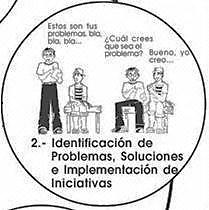 Estos son tus
problemas. bla,
bla, bla...
¿Cuál crees
que sea el
problema?
Bueno, yo
creo...
2.- Identificación de
Problemas, Soluciones
e Implementación de
Iniciativas